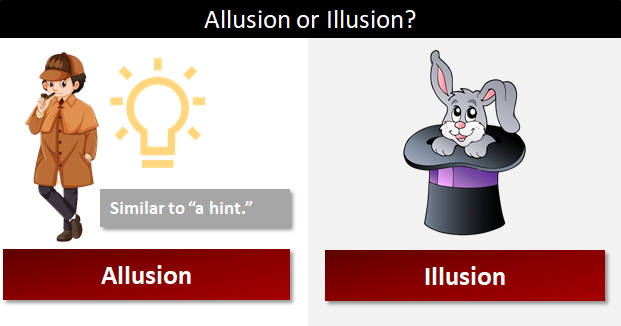 Allusion or Illusion?
Similar to “a hint.”
Allusion
Illusion